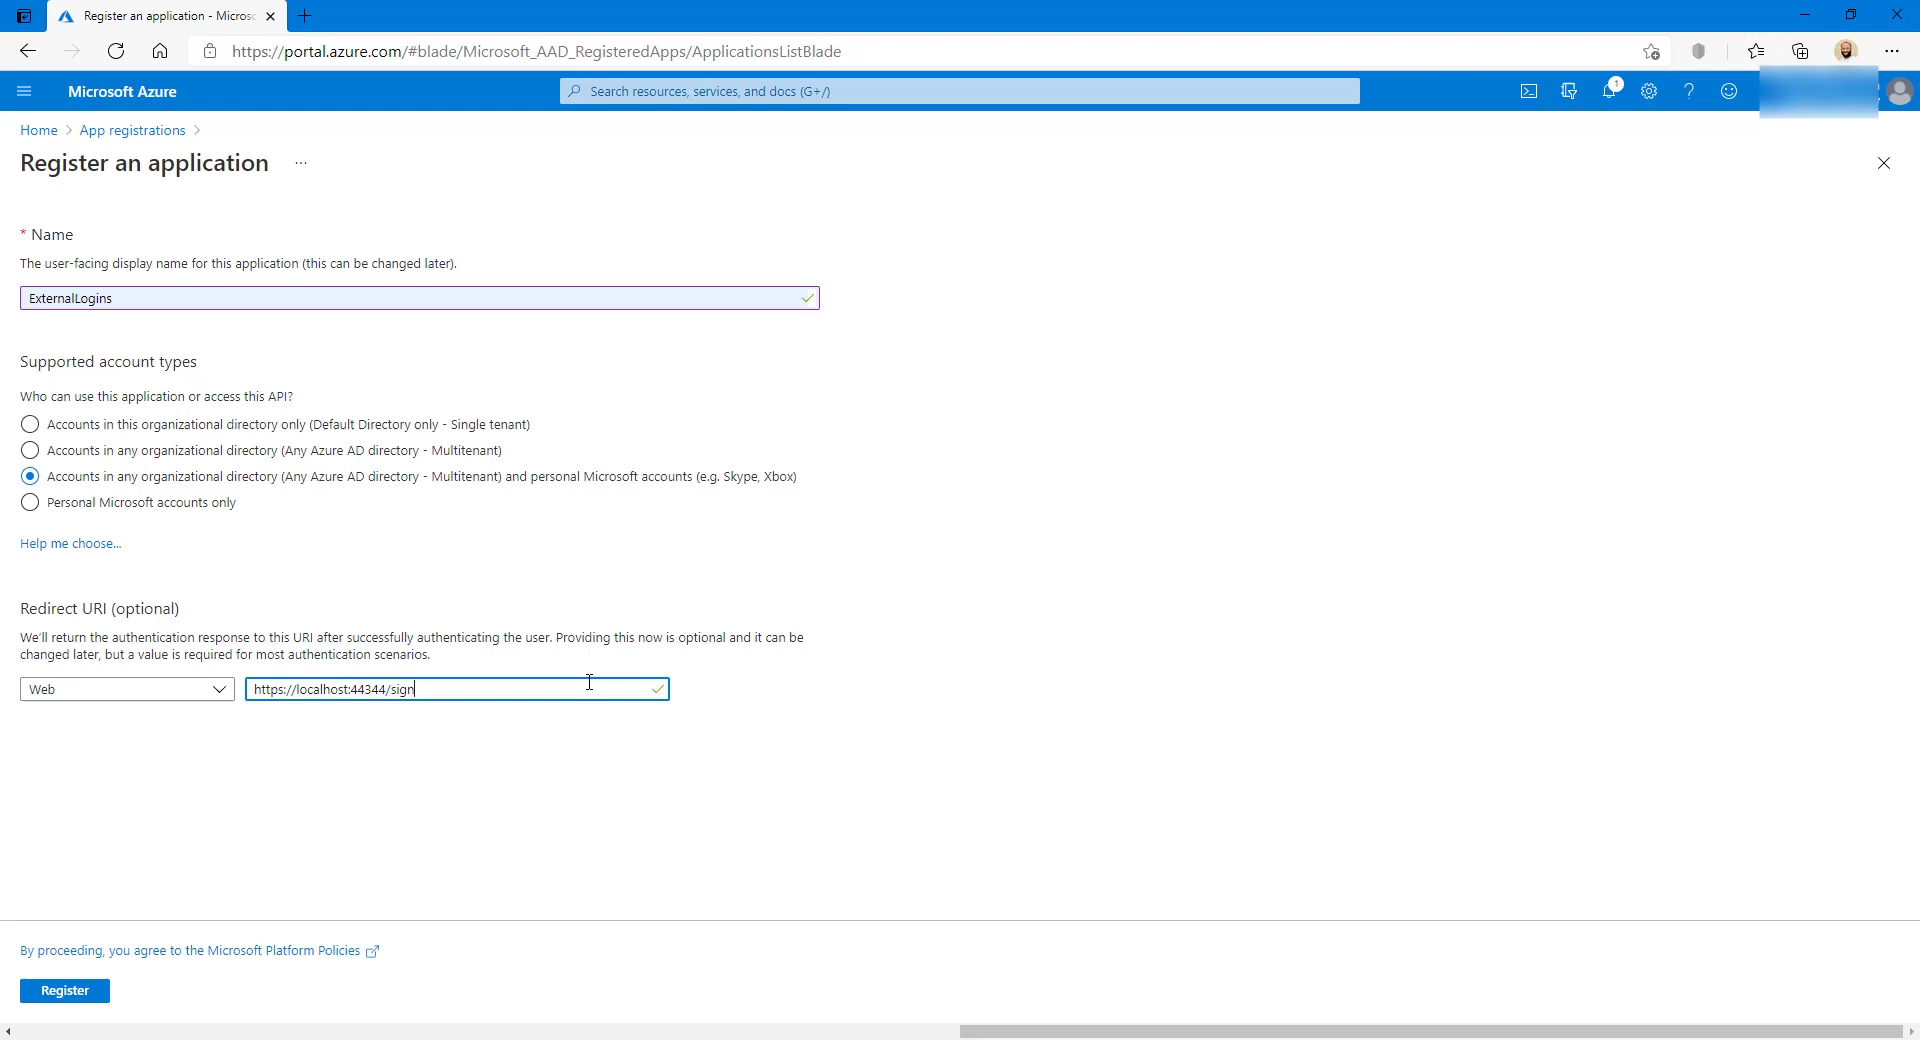 Register an application - Micros
https://portal.azure.com/#blade/Microsoft_AAD_RegisteredApps/ApplicationsListBlade
Microsoft Azure
Search resources, services, and docs (G+/)
1
Home > App registrations >
Register an application ...
* Name
The user-facing display name for this application (this can be changed later).
ExternalLogins
Supported account types
Who can use this application or access this API?
Accounts in this organizational directory only (Default Directory only - Single tenant)
Accounts in any organizational directory (Any Azure AD directory - Multitenant)
Accounts in any organizational directory (Any Azure AD directory - Multitenant) and personal Microsoft accounts (e.g. Skype, Xbox)
Personal Microsoft accounts only
Help me choose...
Redirect URI (optional)
We'll return the authentication response to this URI after successfully authenticating the user. Providing this now is optional and it can be
changed later, but a value is required for most authentication scenarios.
Web
https://localhost:44344/sign
By proceeding, you agree to the Microsoft Platform Policies
Register